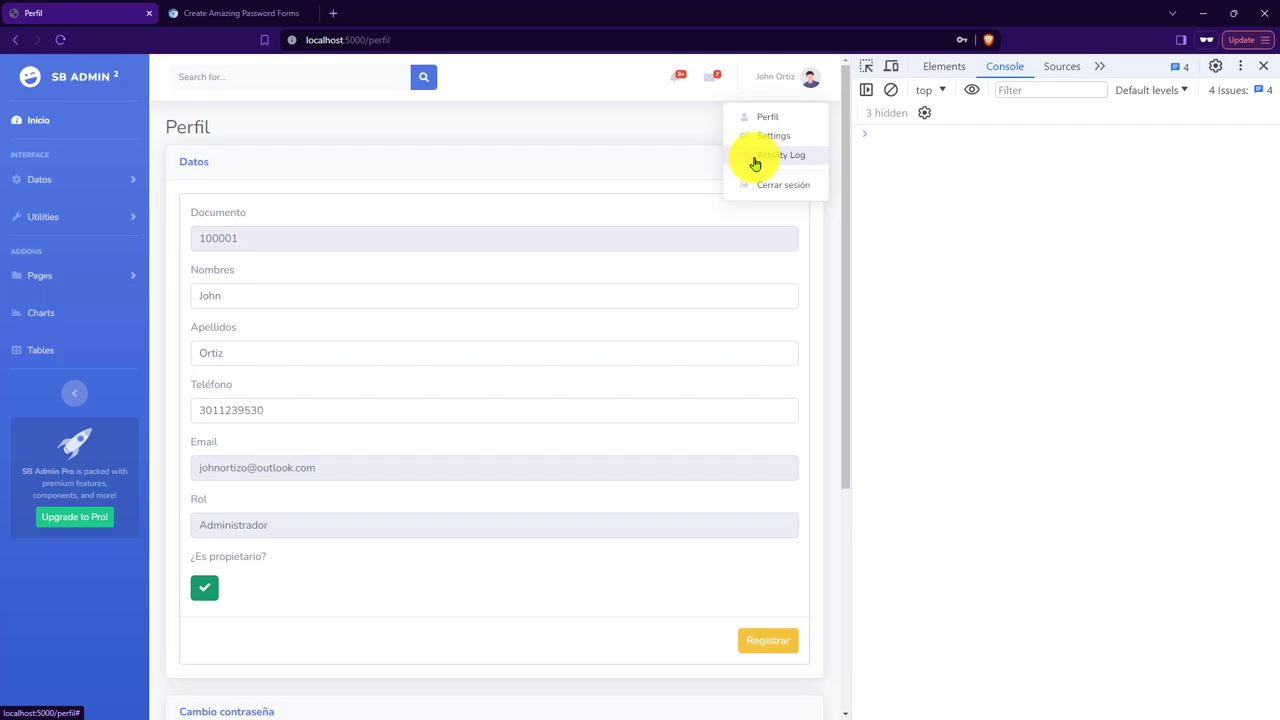 Perfil
Create Amazing Password Forms
localhost:5000/perfil
Update
SB ADMIN 2
Inicio
INTERFACE
Datos
Utilities
ADDONS
Pages
Charts
Tables
SB Admin Pro is packed with
premium features,
components, and more!
Upgrade to Pro!
localhost:5000/perfil#
Search for...
3+
7
John Ortiz
Perfil
Settings
Activity Log
Cerrar sesión
Perfil
Datos
Documento
100001
Nombres
John
Apellidos
Ortiz
Teléfono
3011239530
Email
johnortizo@outlook.com
Rol
Administrador
¿Es propietario?
Registrar
Cambio contraseña
Elements
Console
Sources
4
top
Filter
Default levels
4 Issues:
4
3 hidden